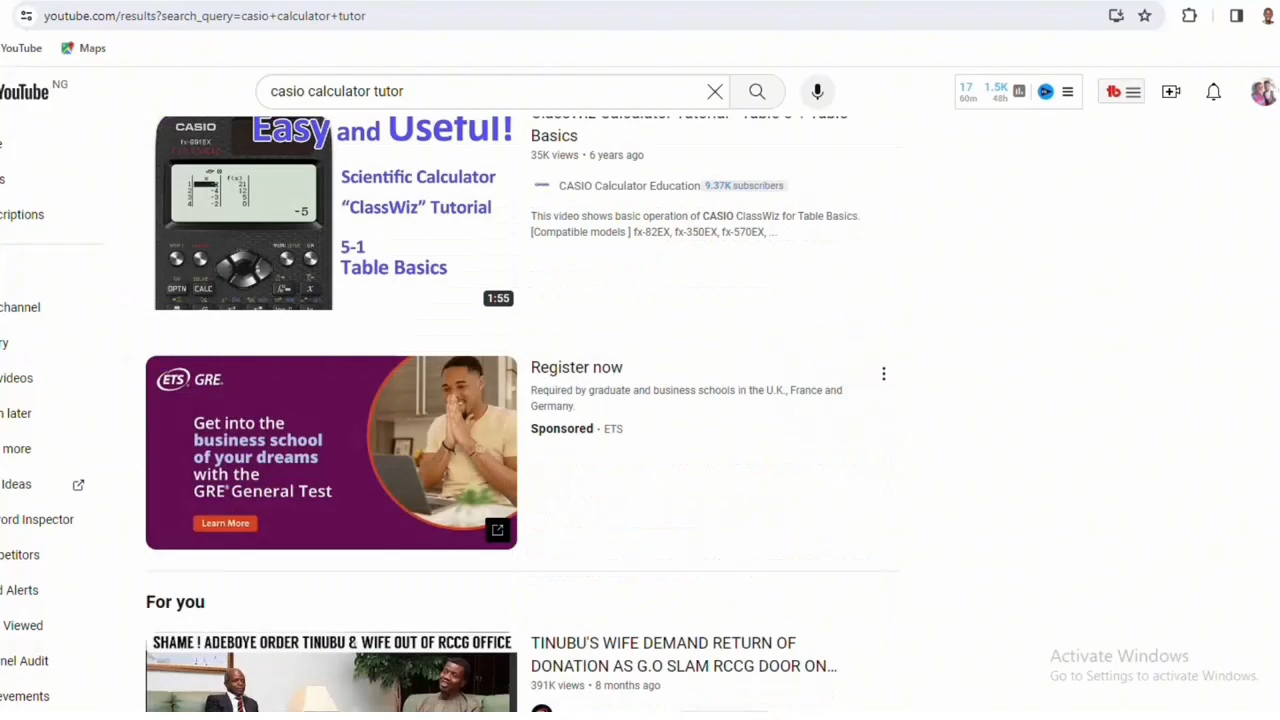 youtube.com/results?search_query=casio+calculator+tutor
YouTube
Maps
YouTube NG
casio calculator tutor
17
60m
1.5K
48h
CASIO
fx-991EX
Easy and Useful!
Scientific Calculator
“ClassWiz” Tutorial
5-1
Table Basics
-5
OPTN
CALC
1:55
Basics
35K views • 6 years ago
CASIO Calculator Education 9.37K subscribers
This video shows basic operation of CASIO ClassWiz for Table Basics.
[Compatible models ] fx-82EX, fx-350EX, fx-570EX, ...
criptions
channel
ry
videos
n later
more
Ideas
ord Inspector
petitors
d Alerts
Viewed
nel Audit
evements
ETS GRE.
Get into the
business school
of your dreams
with the
GRE® General Test
Learn More
Register now
Required by graduate and business schools in the U.K., France and
Germany.
Sponsored · ETS
For you
SHAME ! ADEBOYE ORDER TINUBU & WIFE OUT OF RCCG OFFICE
TINUBU'S WIFE DEMAND RETURN OF
DONATION AS G.O SLAM RCCG DOOR ON...
391K views • 8 months ago
Activate Windows
Go to Settings to activate Windows.